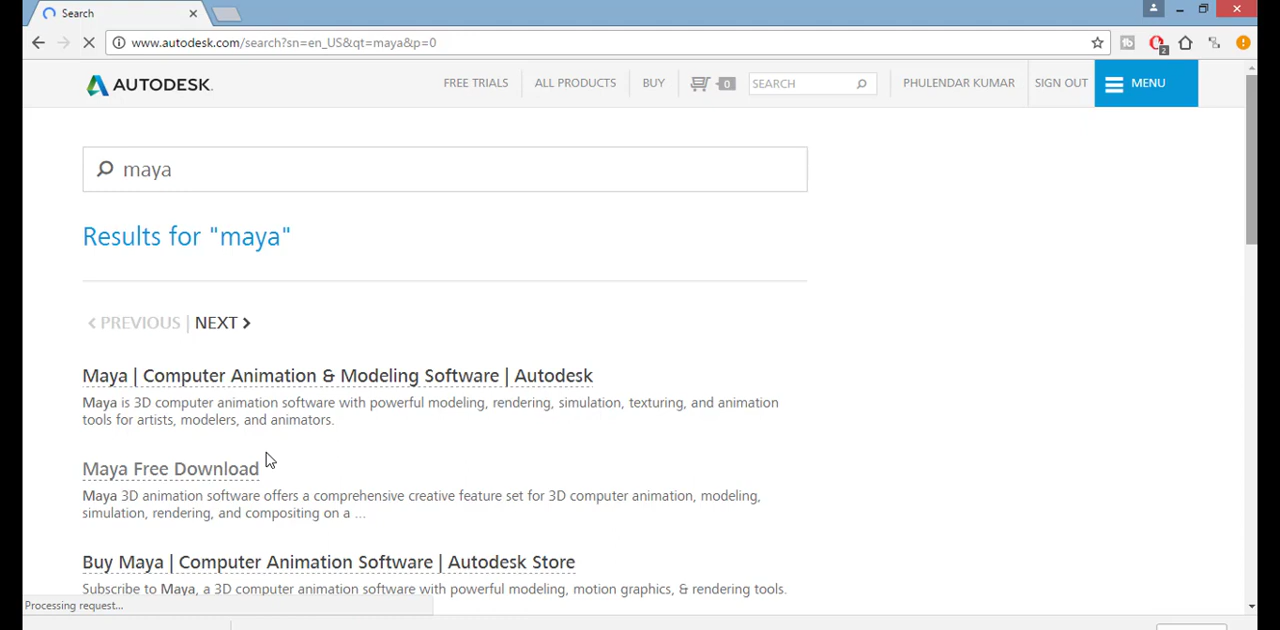 Search
www.autodesk.com/search?sn=en_US&qt=maya&p=0
2
AUTODESK.
FREE TRIALS
ALL PRODUCTS
BUY
0
SEARCH
PHULENDAR KUMAR
SIGN OUT
MENU
maya
Results for "maya"
PREVIOUS | NEXT
Maya | Computer Animation & Modeling Software | Autodesk
Maya is 3D computer animation software with powerful modeling, rendering, simulation, texturing, and animation
tools for artists, modelers, and animators.
Maya Free Download
Maya 3D animation software offers a comprehensive creative feature set for 3D computer animation, modeling,
simulation, rendering, and compositing on a ...
Buy Maya | Computer Animation Software | Autodesk Store
Subscribe to Maya, a 3D computer animation software with powerful modeling, motion graphics, & rendering tools.
Processing request...